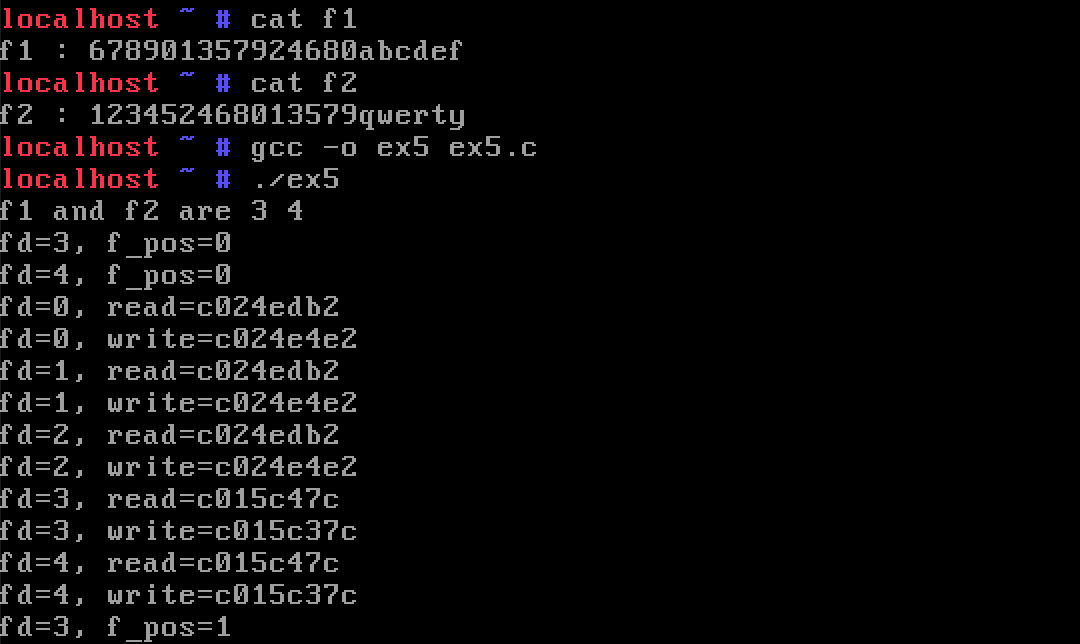 localhost ~ # cat f1
f1 : 678901357924680abcdef
localhost ~ # cat f2
f2 : 123452468013579qwerty
localhost ~ # gcc -o ex5 ex5.c
localhost ~ # ./ex5
f1 and f2 are 3 4
fd=3, f_pos=0
fd=4, f_pos=0
fd=0, read=c024edb2
fd=0, write=c024e4e2
fd=1, read=c024edb2
fd=1, write=c024e4e2
fd=2, read=c024edb2
fd=2, write=c024e4e2
fd=3, read=c015c47c
fd=3, write=c015c37c
fd=4, read=c015c47c
fd=4, write=c015c37c
fd=3, f_pos=1